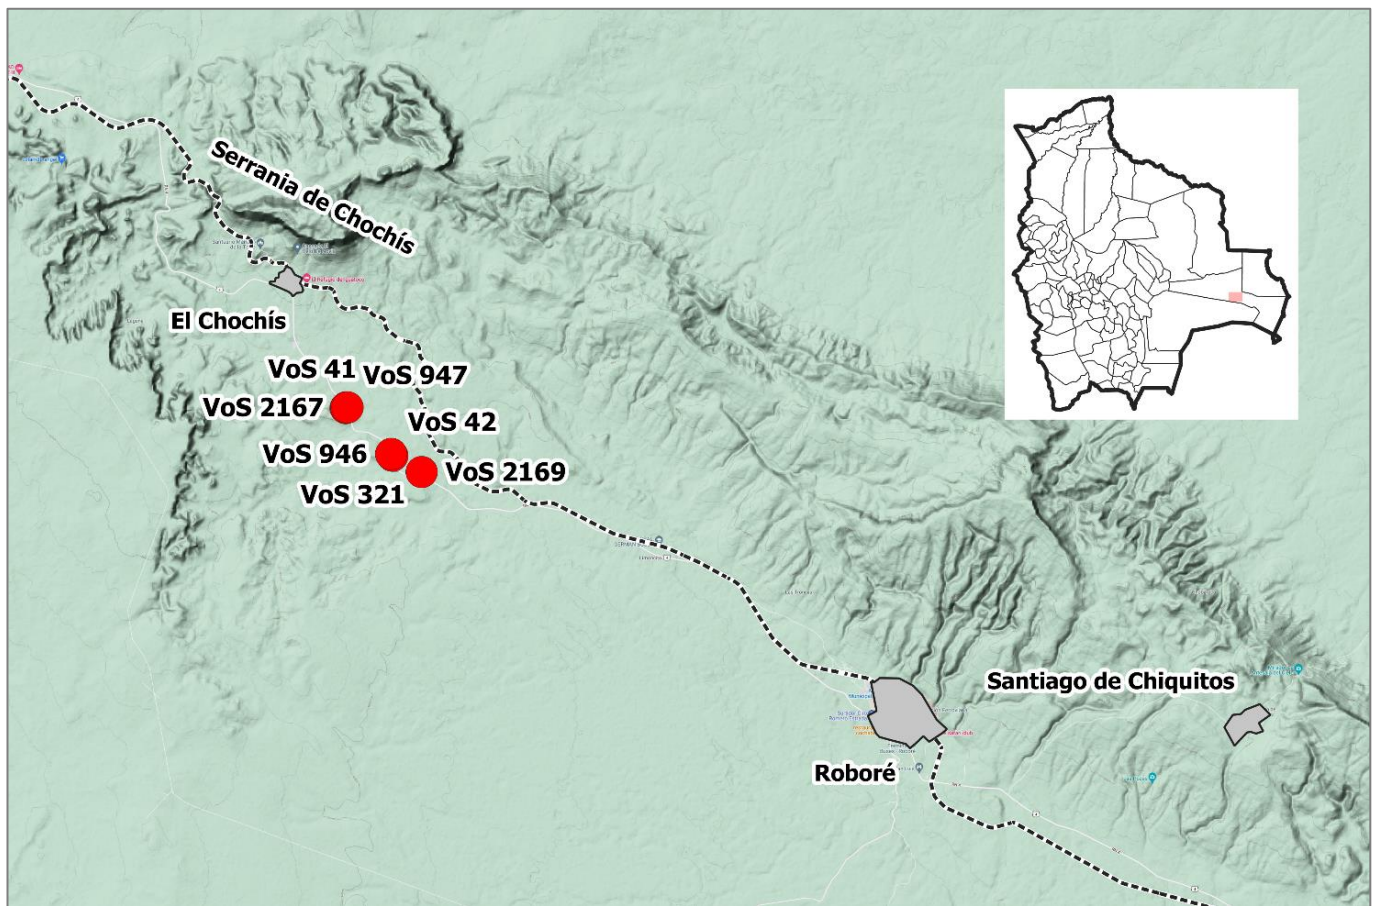 Serrania de Chochís
El Chochís
VoS 41
VoS 947
VoS 2167
VoS 42
VoS 946
VoS 2169
VoS 321
Santiago de Chiquitos
Roboré